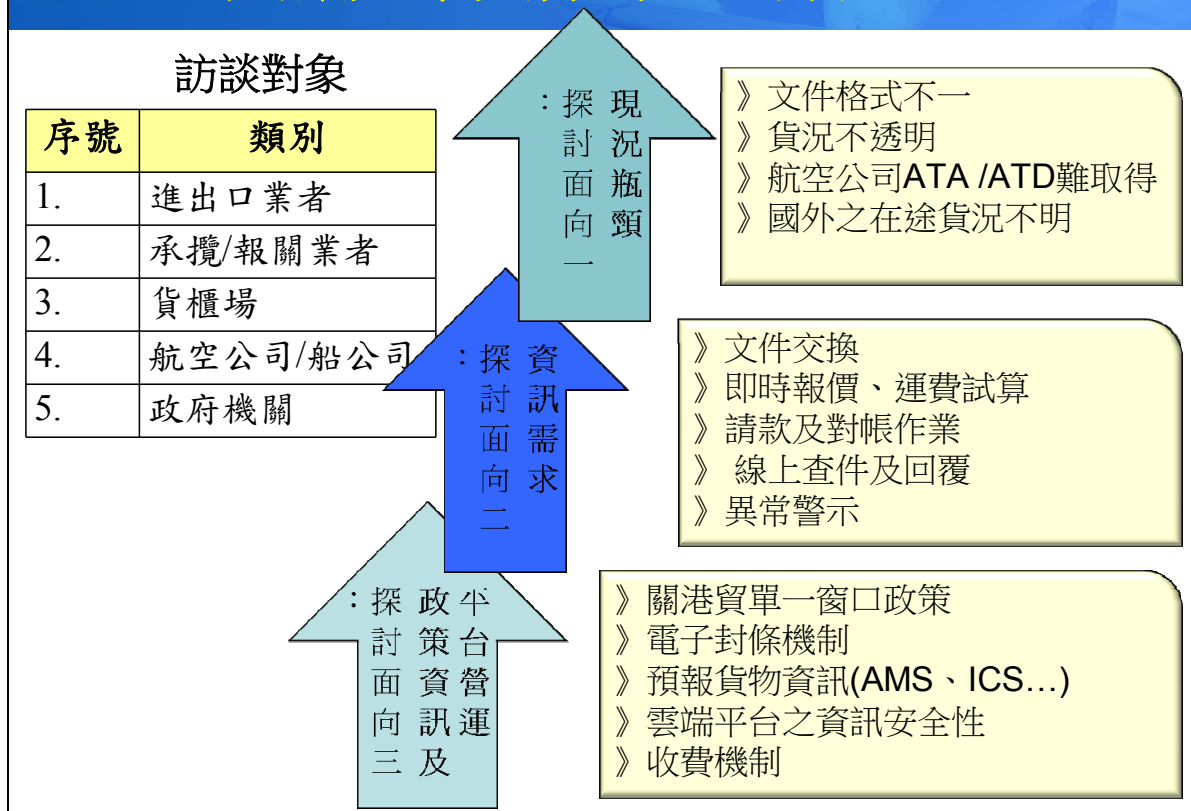 訪談對象
序號 類別
1. 進出口業者
2. 承攬/報關業者
3. 貨櫃場
4. 航空公司/船公司
5. 政府機關
探討面向一：
現況瓶頸
》文件格式不一
》貨況不透明
》航空公司ATA /ATD難取得
》國外之在途貨況不明
探討面向二：
資訊需求
》文件交換
》即時報價、運費試算
》請款及對帳作業
》 線上查件及回覆
》異常警示
探討面向三：
政策資訊及
平台營運
》關港貿單一窗口政策
》電子封條機制
》預報貨物資訊(AMS、ICS…)
》雲端平台之資訊安全性
》收費機制